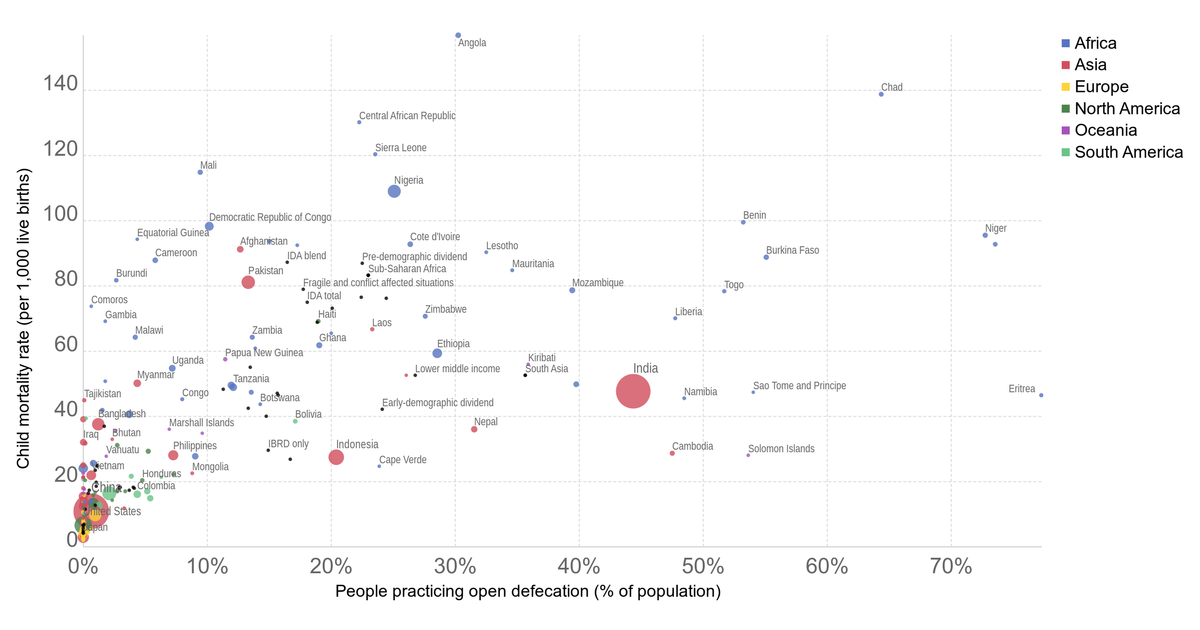 Child mortality rate (per 1,000 live births)
140
120
100
80
60
40
20
0
Angola
Chad
Central African Republic
Sierra Leone
Mali
Nigeria
Democratic Republic of Congo
Benin
Equatorial Guinea
Afghanistan
Cote d'Ivoire
Niger
Cameroon
IDA blend
Pre-demographic dividend
Lesotho
Burkina Faso
Burundi
Pakistan
Sub-Saharan Africa
Mauritania
Fragile and conflict affected situations
Mozambique
Togo
Comoros
IDA total
Gambia
Haiti
Zimbabwe
Liberia
Malawi
Zambia
Laos
Ghana
Ethiopia
Papua New Guinea
Kiribati
Uganda
Lower middle income
South Asia
India
Myanmar
Tanzania
Tajikistan
Congo
Botswana
Namibia
Sao Tome and Principe
Eritrea
Early-demographic dividend
Bangladesh
Bolivia
Marshall Islands
Nepal
Iraq
Bhutan
Philippines
IBRD only
Indonesia
Cambodia
Solomon Islands
Vanuatu
Mongolia
Cape Verde
Honduras
China
Colombia
United States
0%
10%
20%
30%
40%
50%
60%
70%
People practicing open defecation (% of population)
Africa
Asia
Europe
North America
Oceania
South America